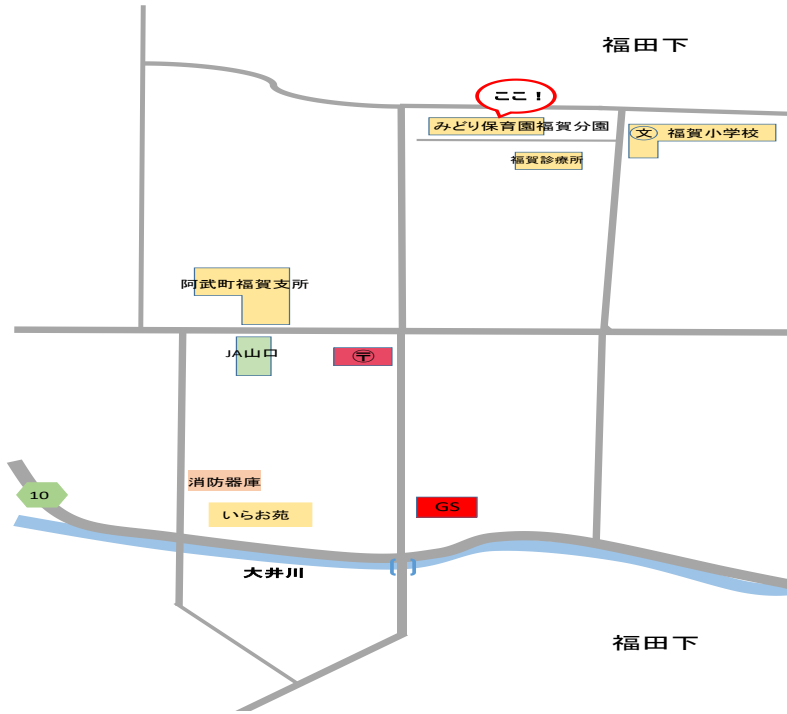 福田下
ここ！
みどり保育園福賀分園
文 福賀小学校
福賀診療所
阿武町福賀支所
JA山口
〒
消防器庫
10
いらお苑
GS
大井川
福田下